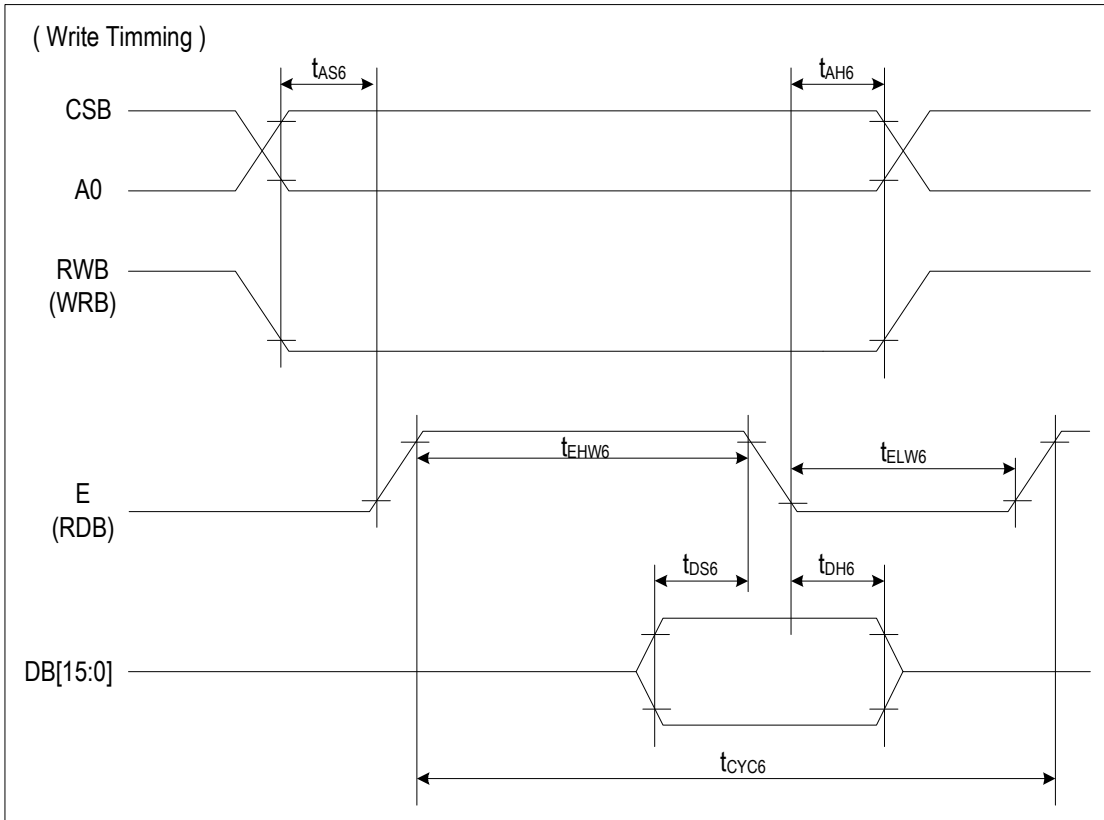 ( Write Timming )
tAS6
tAH6
CSB
A0
RWB
(WRB)
tEHW6
tELW6
E
(RDB)
tDS6
tDH6
DB[15:0]
tCYC6